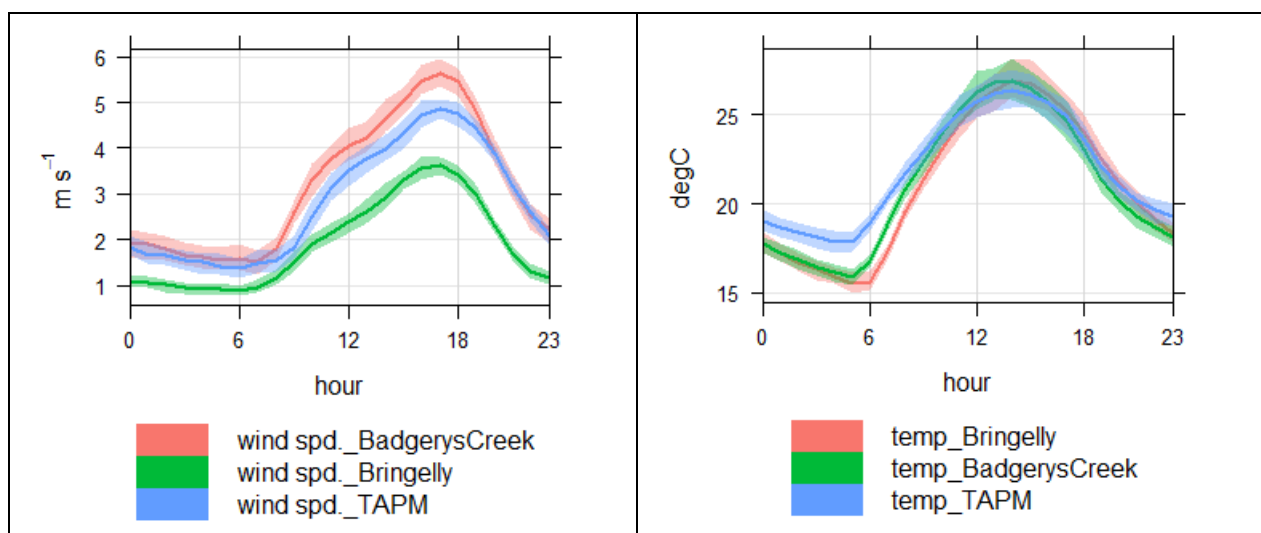 6
5
4
3
2
1
m s⁻¹
0 6 12 18 23
hour
wind spd._BadgerysCreek
wind spd._Bringelly
wind spd._TAPM
25
20
15
degC
0 6 12 18 23
hour
temp_Bringelly
temp_BadgerysCreek
temp_TAPM